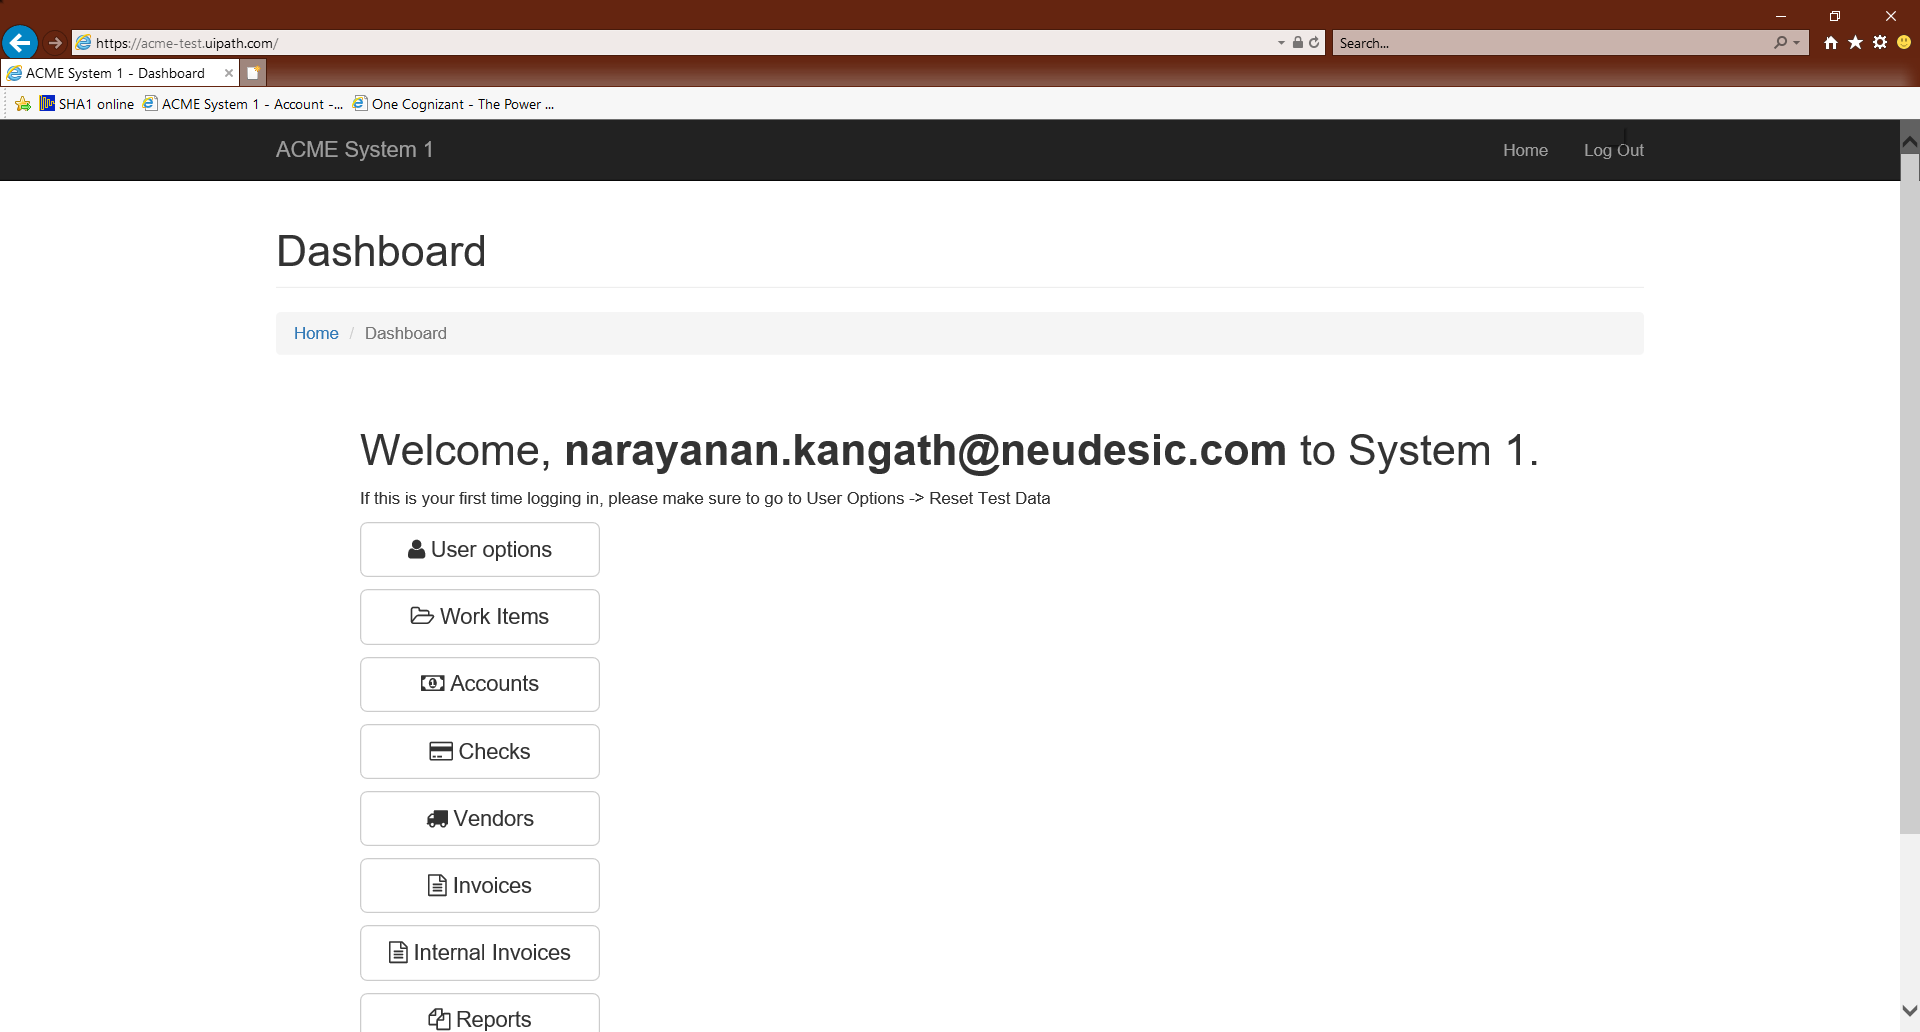 https://acme-test.uipath.com/
Search...
ACME System 1 - Dashboard
SHA1 online
ACME System 1 - Account -...
One Cognizant - The Power ...
ACME System 1
Home
Log Out
Dashboard
Home / Dashboard
Welcome, narayanan.kangath@neudesic.com to System 1.
If this is your first time logging in, please make sure to go to User Options -> Reset Test Data
User options
Work Items
Accounts
Checks
Vendors
Invoices
Internal Invoices
Reports